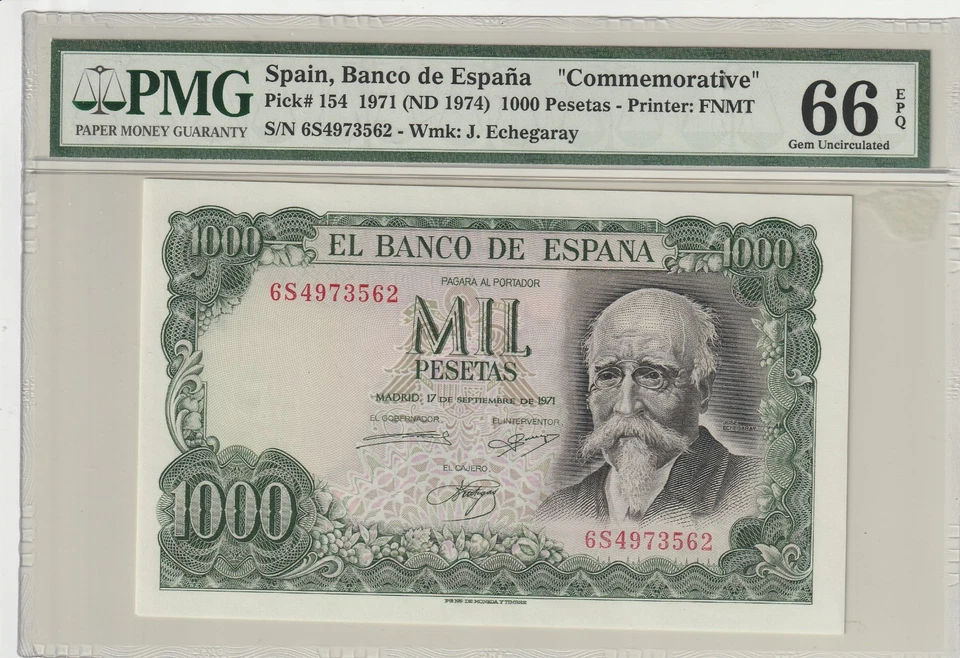 PMG
PAPER MONEY GUARANTY
Spain, Banco de España "Commemorative"
Pick# 154 1971 (ND 1974) 1000 Pesetas - Printer: FNMT
S/N 6S4973562 - Wmk: J. Echegaray
66 EPQ
Gem Uncirculated
1000 EL BANCO DE ESPAÑA 1000
PAGARA AL PORTADOR
6S4973562
MIL
PESETAS
MADRID, 17 DE SEPTIEMBRE DE 1971
EL GOBERNADOR EL INTERVENTOR
ECHEGARAY
EL CAJERO
1000
6S4973562